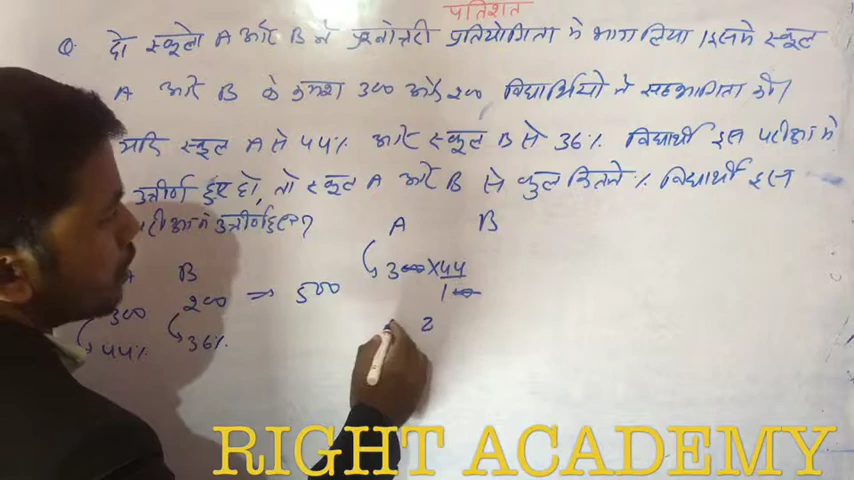 प्रतिशत
Q. दो स्कूलो A और B ने प्रश्नोत्तरी प्रतियोगिता मे भाग लिया। इसमे स्कूल
A और B के क्रमश 300 और 200 विद्यार्थियो ने सहभागिता की।
यदि स्कूल A से 44% और स्कूल B से 36% विद्यार्थी इस परीक्षा मे
उत्तीर्ण हुए हो, तो स्कूल A और B से कुल कितने % विद्यार्थी इस
परीक्षा मे उत्तीर्ण हुए ?
A B
A B
300 200 => 500
300×44
100
44% 36%
2
RIGHT ACADEMY